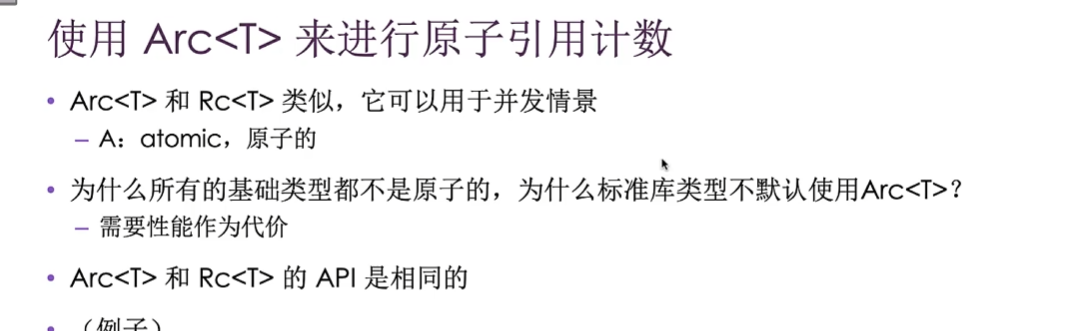 使用 Arc<T> 来进行原子引用计数
• Arc<T> 和 Rc<T> 类似，它可以用于并发情景
– A：atomic，原子的
• 为什么所有的基础类型都不是原子的，为什么标准库类型不默认使用Arc<T>？
– 需要性能作为代价
• Arc<T> 和 Rc<T> 的 API 是相同的
• （例子）